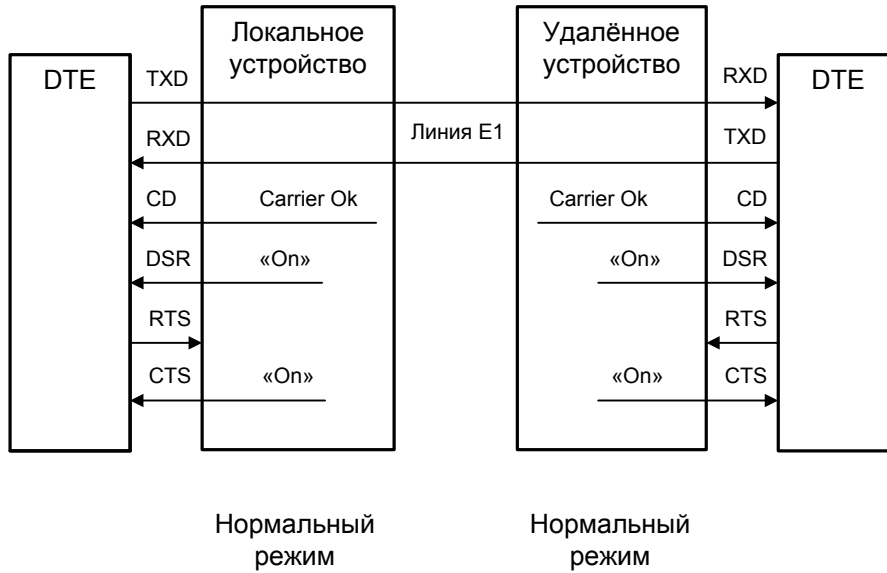 Локальное
устройство
Удалённое
устройство
DTE
TXD
RXD
DTE
Линия E1
RXD
TXD
CD
Carrier Ok
Carrier Ok
CD
DSR
«On»
«On»
DSR
RTS
RTS
CTS
«On»
«On»
CTS
Нормальный
режим
Нормальный
режим